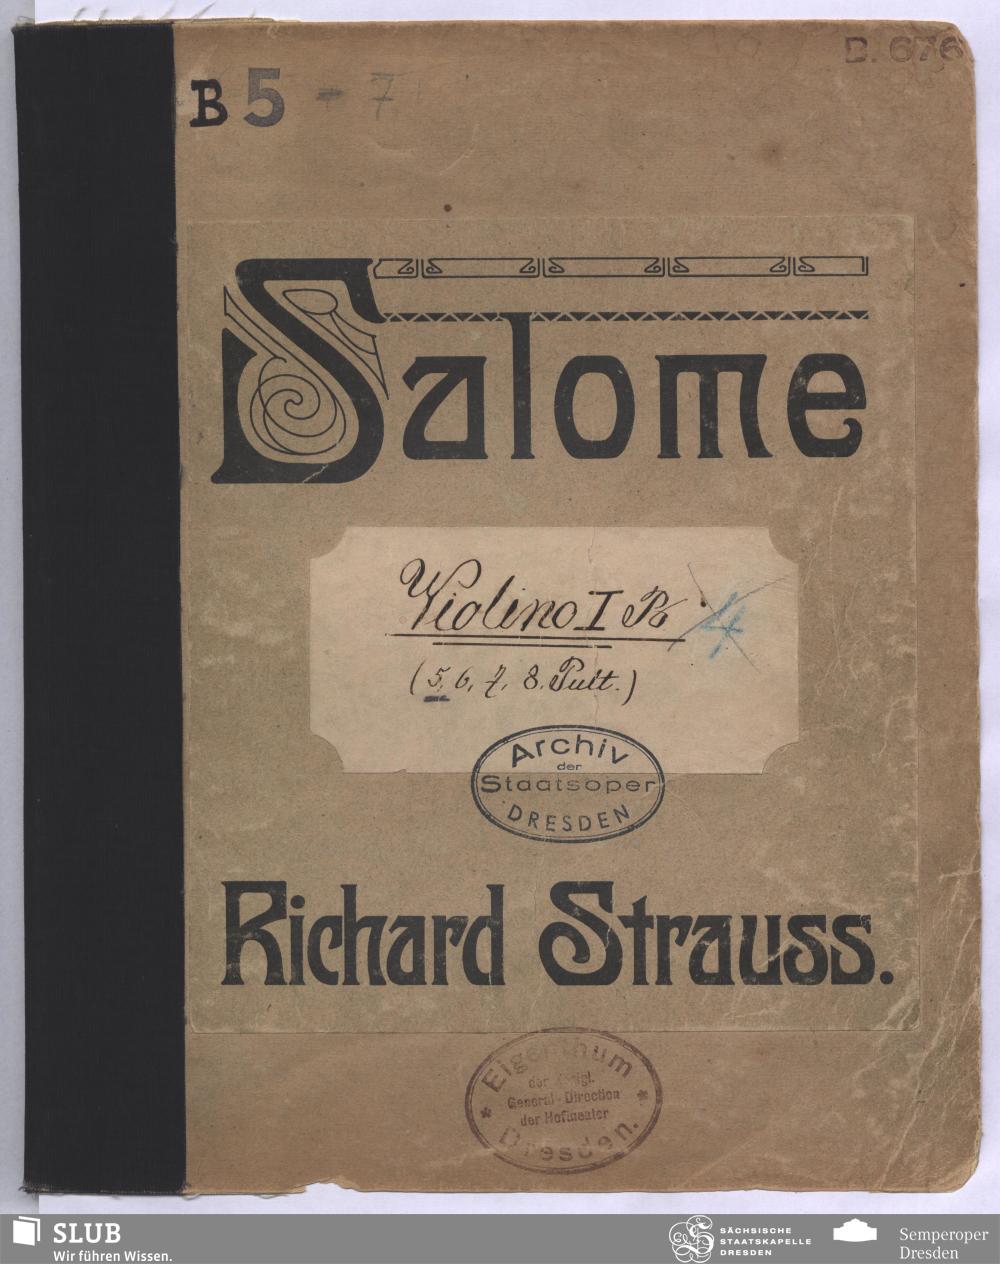 B. 676
B 5 - 7
Salome
Violino I 4
(5, 6, 7, 8. Pult.)
Archiv
der
Staatsoper
DRESDEN
Richard Strauss.
Eigenthum
der Königl.
General-Direction
der Hoftheater
Dresden.
SLUB
Wir führen Wissen.
SÄCHSISCHE
STAATSKAPELLE
DRESDEN
Semperoper
Dresden